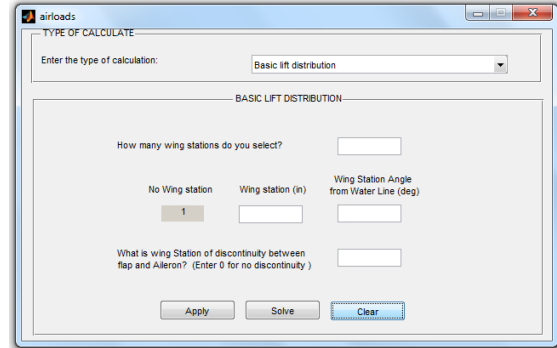 airloads
TYPE OF CALCULATE
Enter the type of calculation:
Basic lift distribution
BASIC LIFT DISTRIBUTION
How many wing stations do you select?
No Wing station
Wing station (in)
Wing Station Angle
from Water Line (deg)
1
What is wing Station of discontinuity between
flap and Aileron? (Enter 0 for no discontinuity )
Apply
Solve
Clear